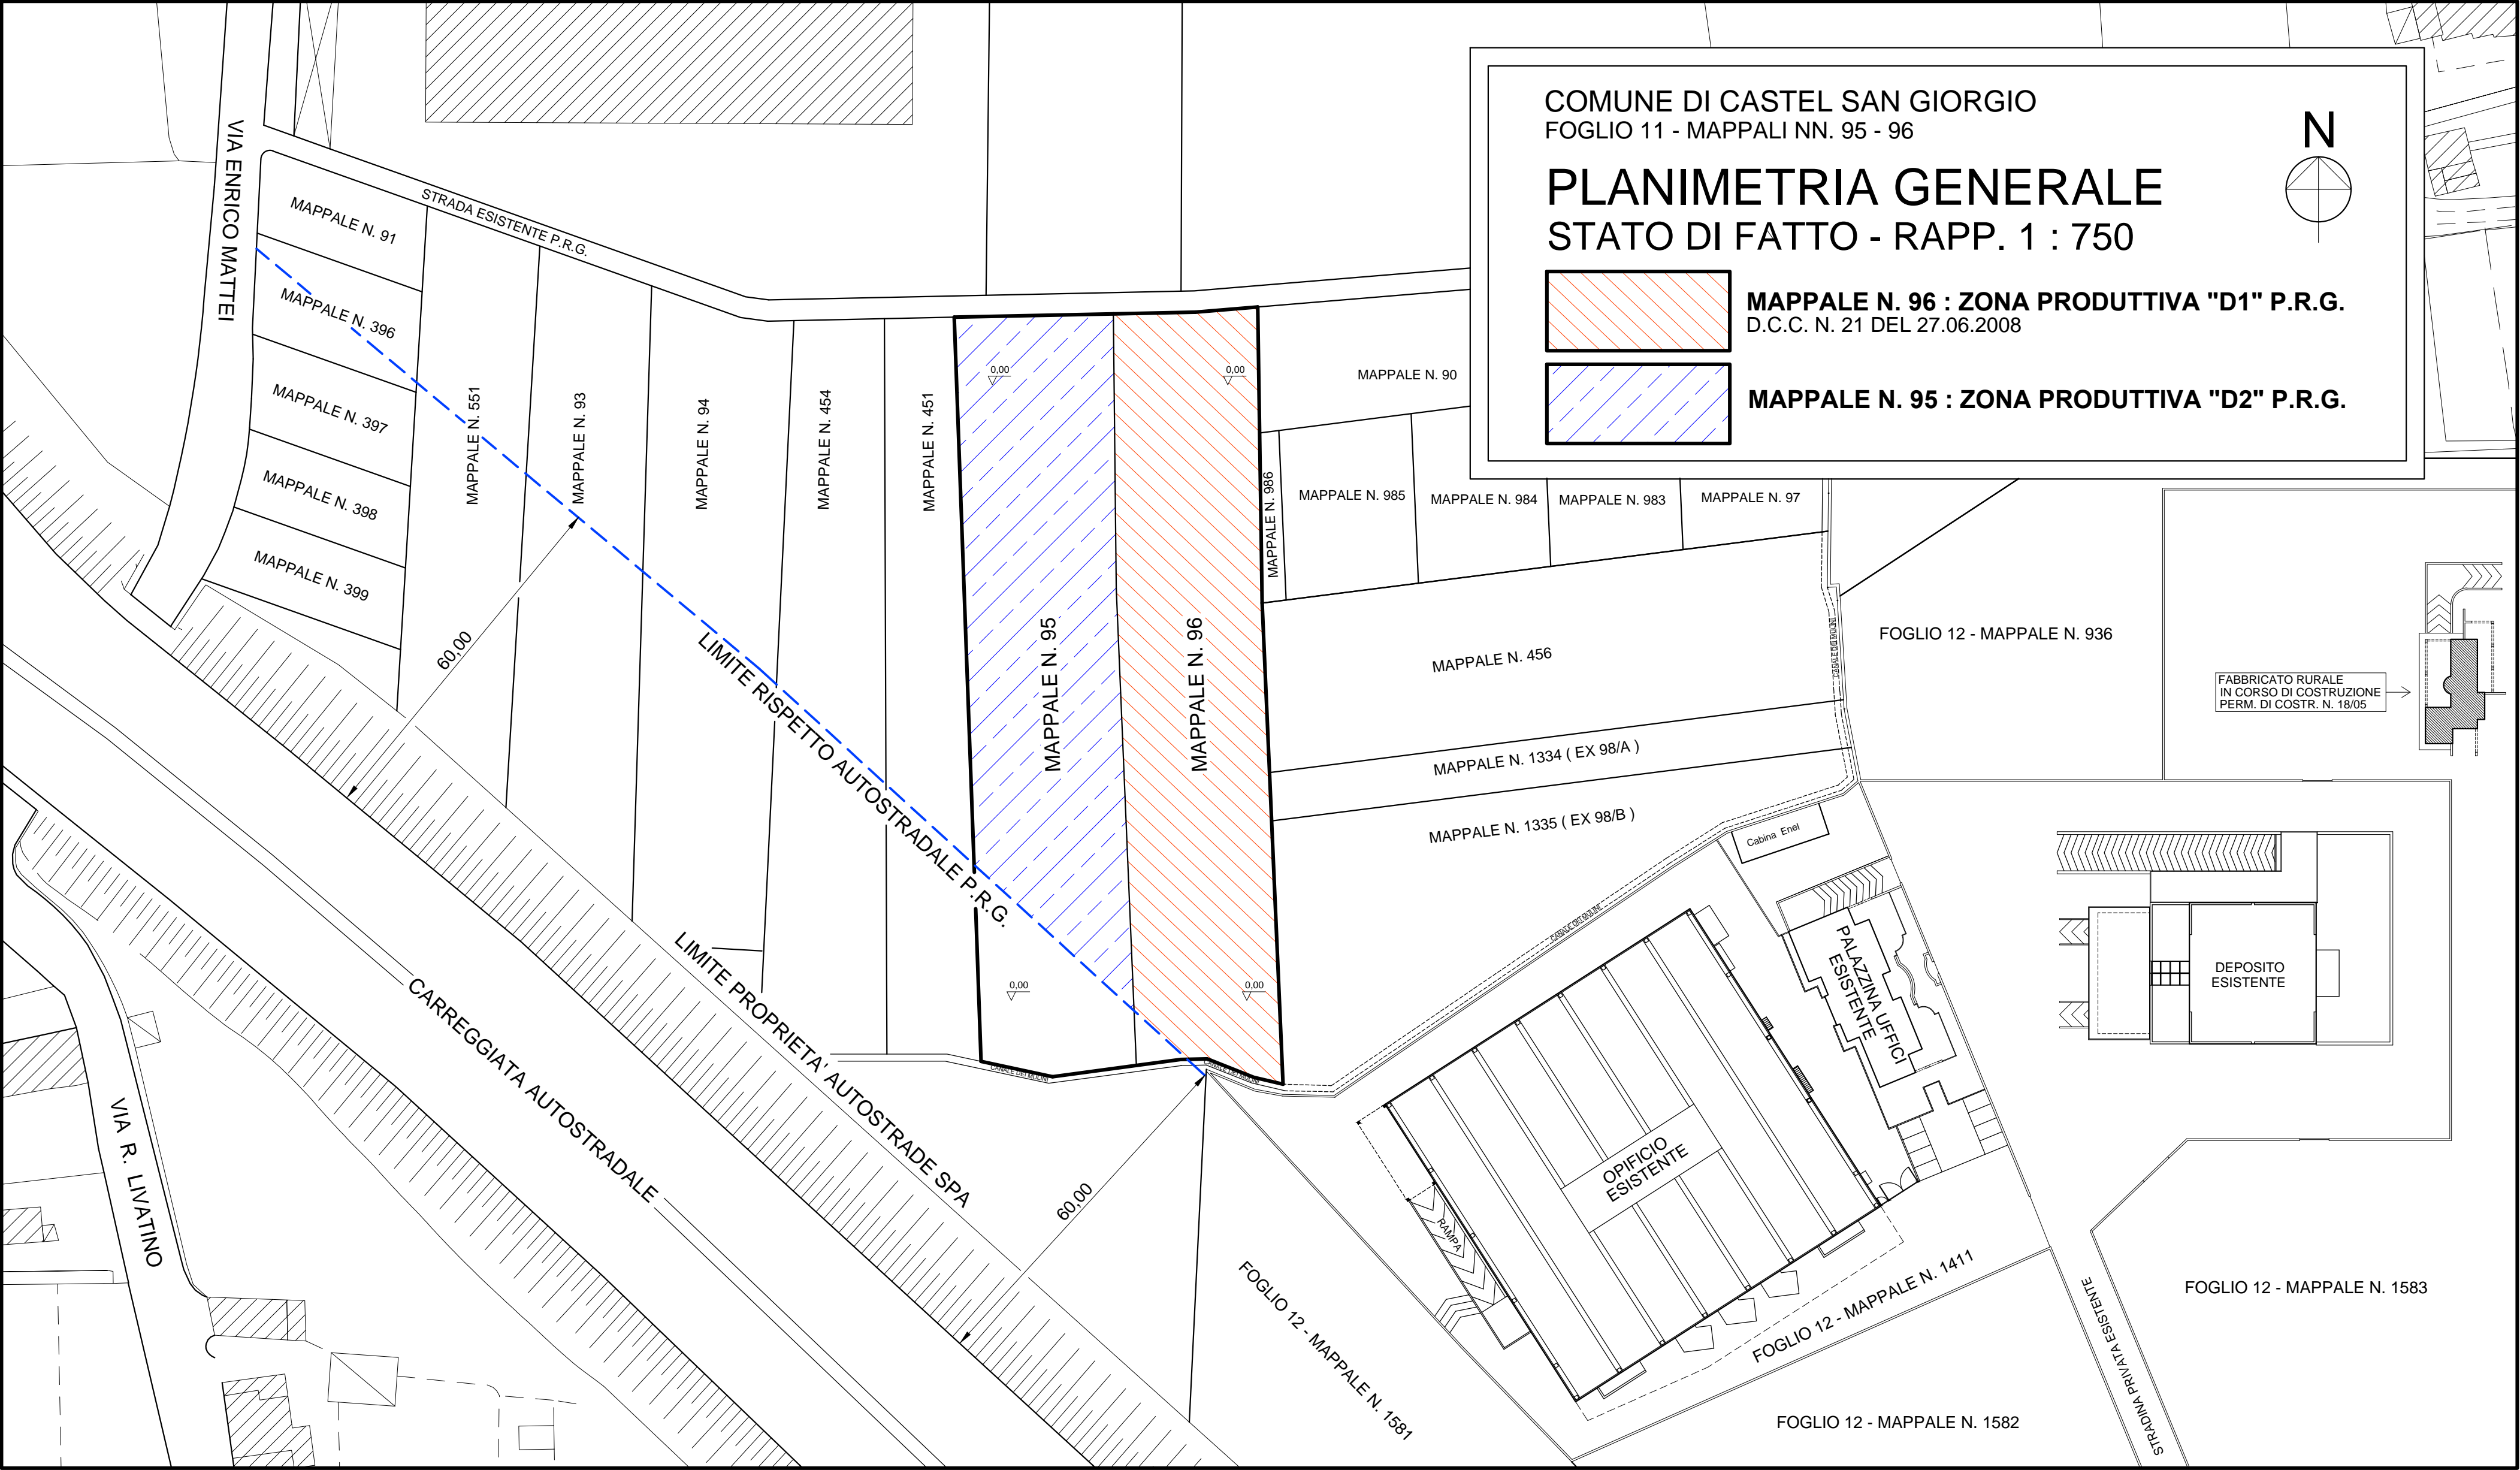 COMUNE DI CASTEL SAN GIORGIO
FOGLIO 11 - MAPPALI NN. 95 - 96
N
PLANIMETRIA GENERALE
STATO DI FATTO - RAPP. 1 : 750
MAPPALE N. 96 : ZONA PRODUTTIVA "D1" P.R.G.
D.C.C. N. 21 DEL 27.06.2008
MAPPALE N. 95 : ZONA PRODUTTIVA "D2" P.R.G.
VIA ENRICO MATTEI
STRADA ESISTENTE P.R.G.
MAPPALE N. 91
MAPPALE N. 396
MAPPALE N. 397
MAPPALE N. 398
MAPPALE N. 399
MAPPALE N. 551
MAPPALE N. 93
MAPPALE N. 94
MAPPALE N. 454
MAPPALE N. 451
0,00
0,00
MAPPALE N. 95
MAPPALE N. 96
0,00
0,00
MAPPALE N. 90
MAPPALE N. 986
MAPPALE N. 985
MAPPALE N. 984
MAPPALE N. 983
MAPPALE N. 97
MAPPALE N. 456
MAPPALE N. 1334 ( EX 98/A )
MAPPALE N. 1335 ( EX 98/B )
60,00
LIMITE RISPETTO AUTOSTRADALE P.R.G.
LIMITE PROPRIETA' AUTOSTRADE SPA
CARREGGIATA AUTOSTRADALE
VIA R. LIVATINO
60,00
FOGLIO 12 - MAPPALE N. 936
FABBRICATO RURALE
IN CORSO DI COSTRUZIONE
PERM. DI COSTR. N. 18/05
Cabina Enel
PALAZZINA UFFICI
ESISTENTE
DEPOSITO
ESISTENTE
OPIFICIO
ESISTENTE
RAMPA
FOGLIO 12 - MAPPALE N. 1411
FOGLIO 12 - MAPPALE N. 1581
FOGLIO 12 - MAPPALE N. 1582
FOGLIO 12 - MAPPALE N. 1583
STRADINA PRIVATA ESISTENTE